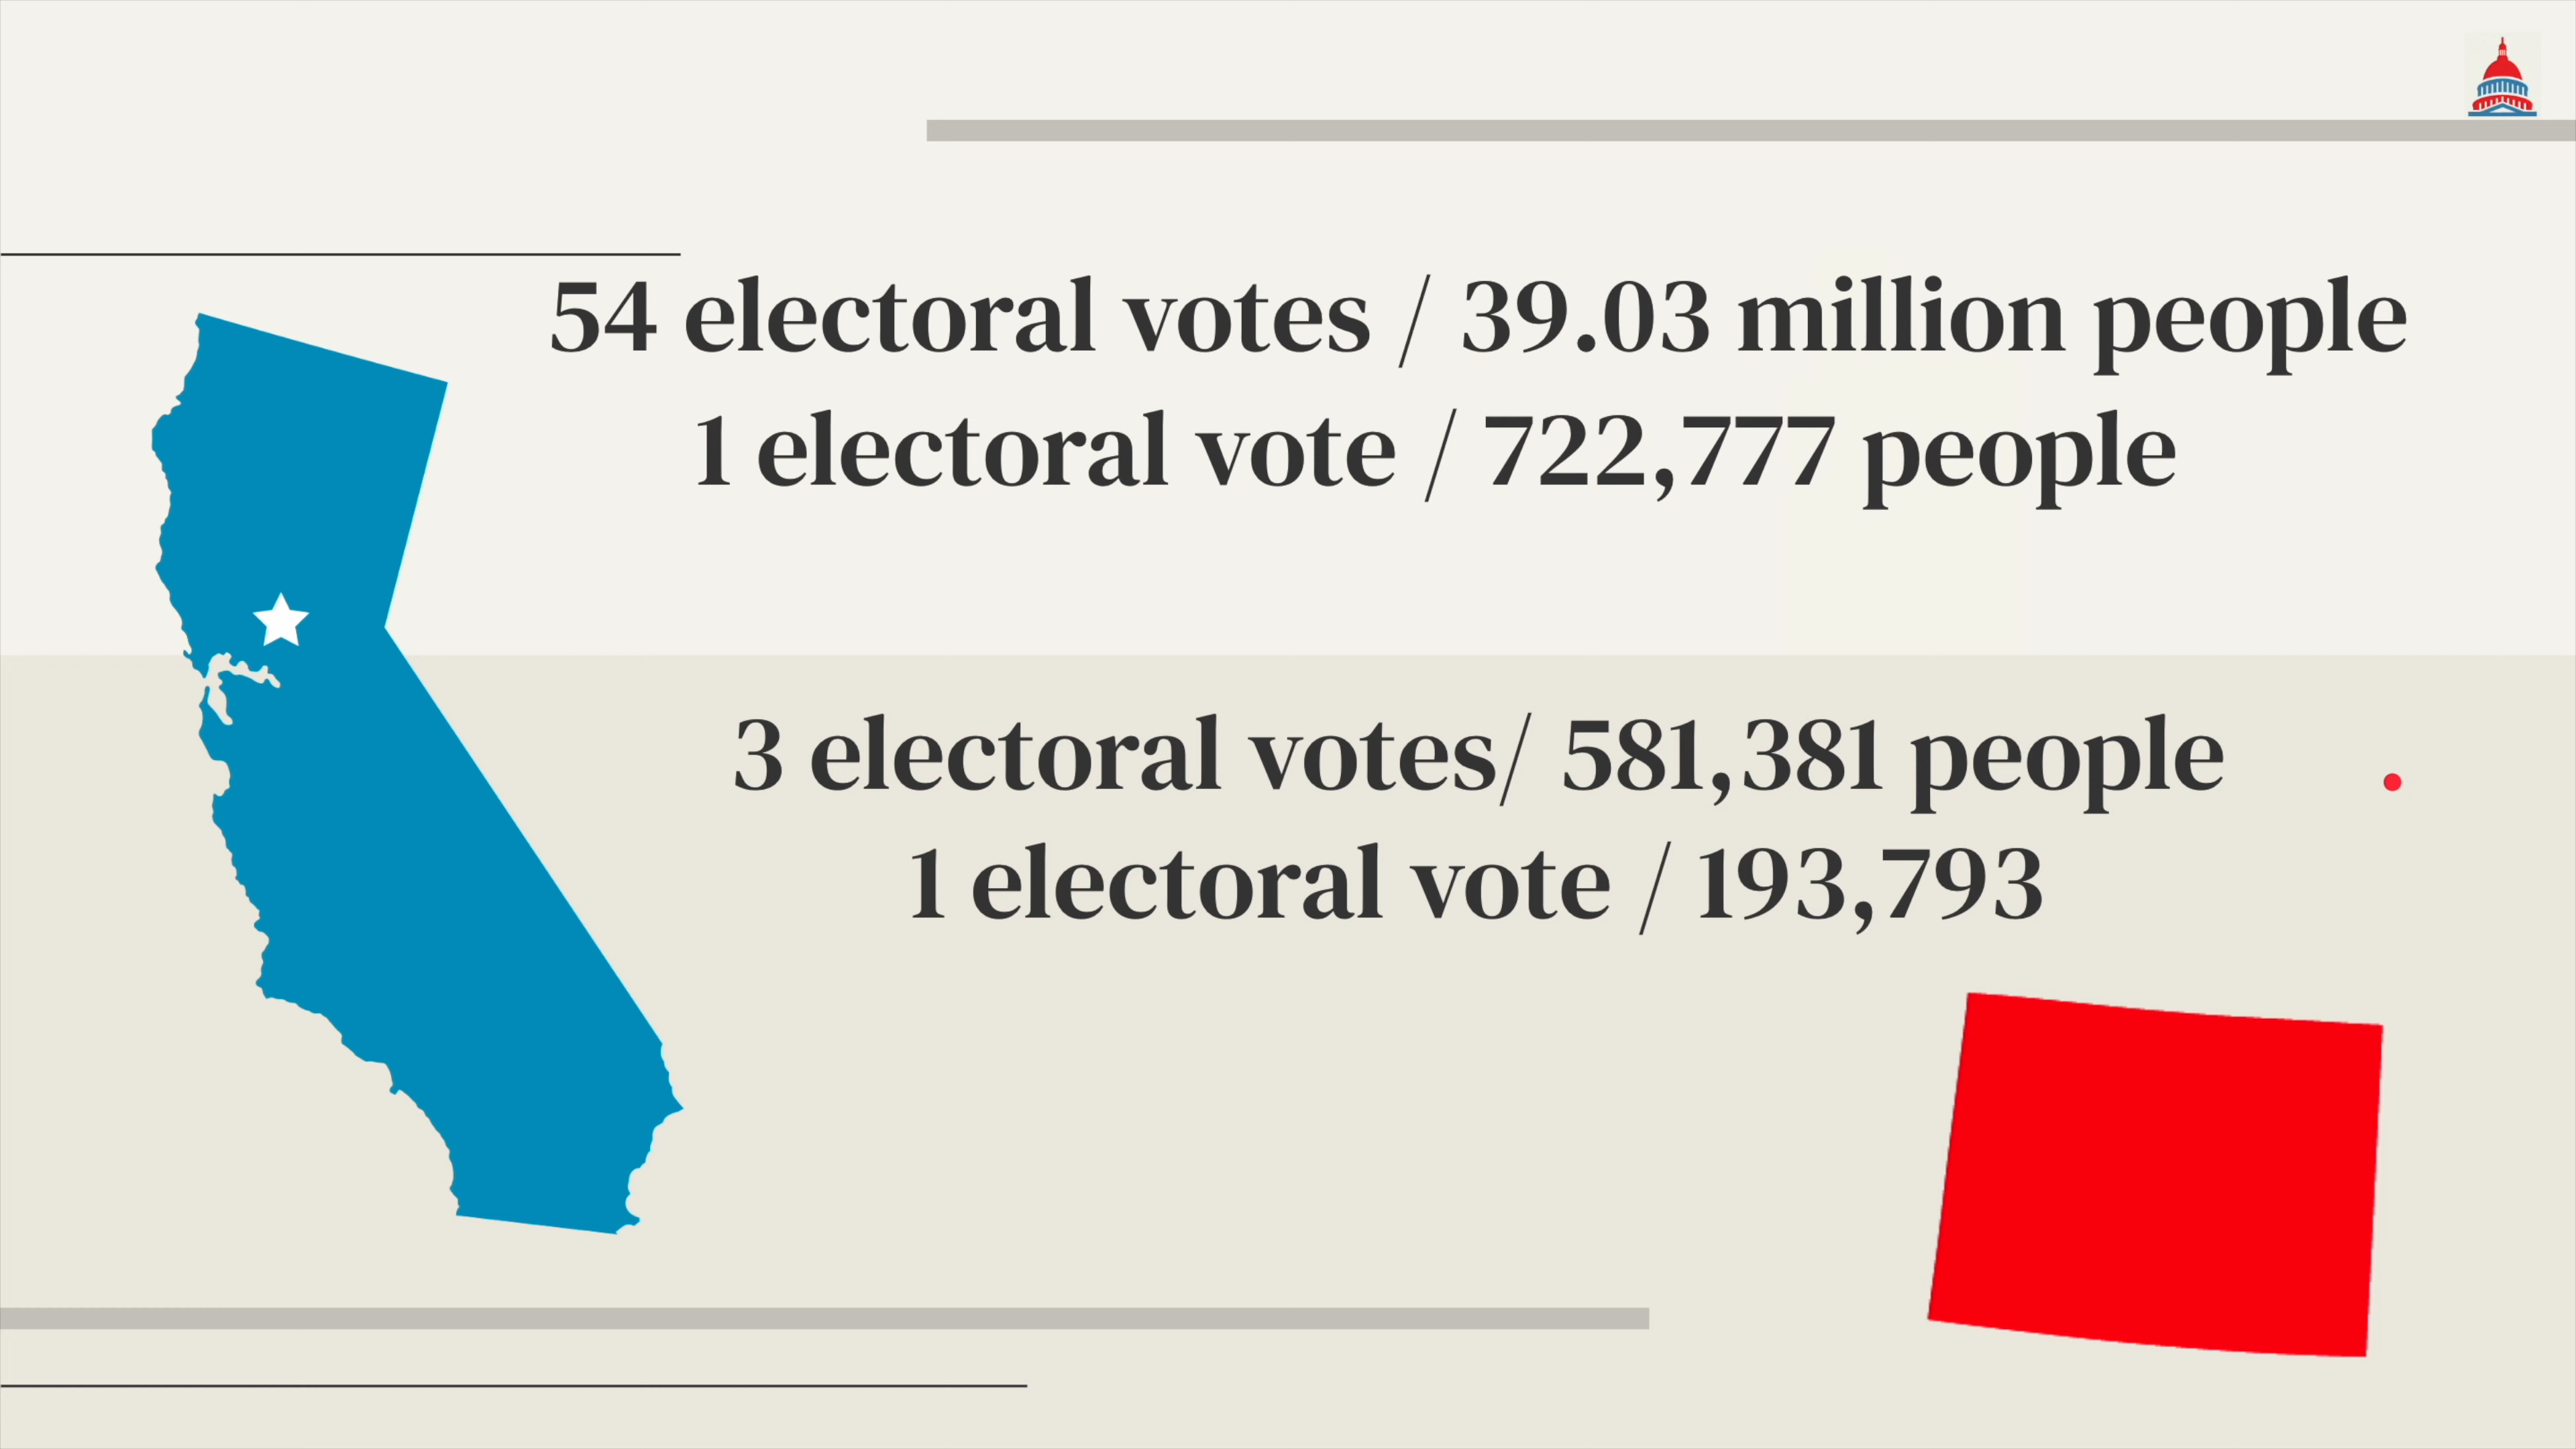 54 electoral votes / 39.03 million people
1 electoral vote / 722,777 people
3 electoral votes/ 581,381 people
1 electoral vote / 193,793